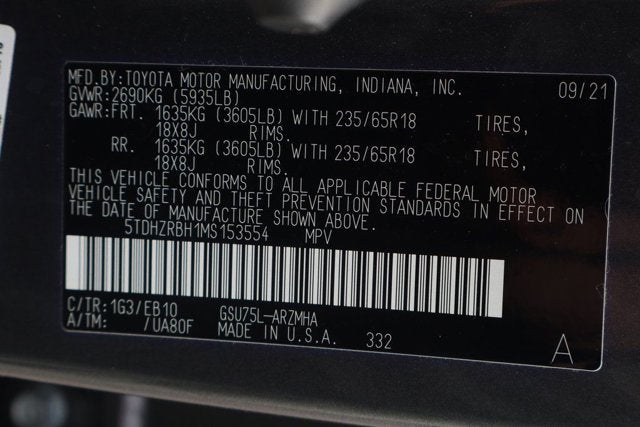 MFD.BY:TOYOTA MOTOR MANUFACTURING, INDIANA, INC. 09/21
GVWR:2690KG (5935LB)
GAWR:FRT. 1635KG (3605LB) WITH 235/65R18 TIRES,
18X8J RIMS.
RR. 1635KG (3605LB) WITH 235/65R18 TIRES,
18X8J RIMS.
THIS VEHICLE CONFORMS TO ALL APPLICABLE FEDERAL MOTOR
VEHICLE SAFETY AND THEFT PREVENTION STANDARDS IN EFFECT ON
THE DATE OF MANUFACTURE SHOWN ABOVE.
5TDHZRBH1MS153554 MPV
C/TR:1G3/EB10 GSU75L-ARZMHA
A/TM: /UA80F MADE IN U.S.A. 332 A